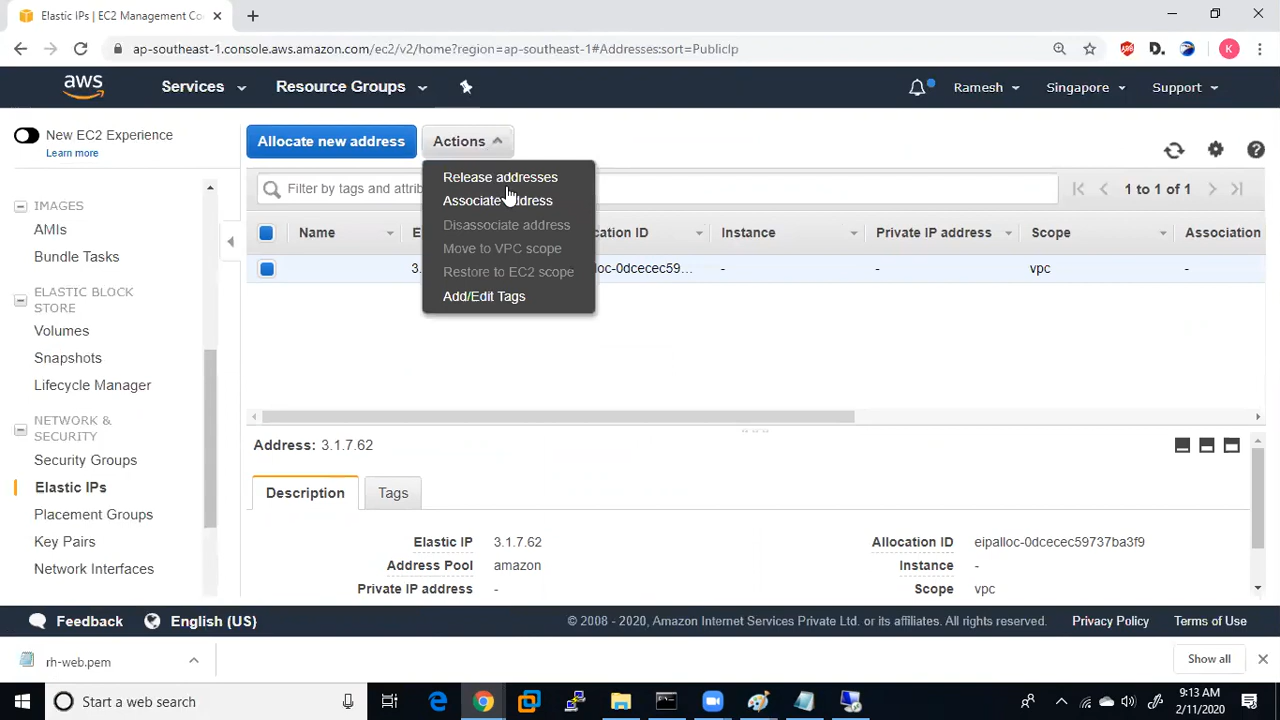 Elastic IPs | EC2 Management Co
ap-southeast-1.console.aws.amazon.com/ec2/v2/home?region=ap-southeast-1#Addresses:sort=PublicIp
K
aws
Services
Resource Groups
Ramesh
Singapore
Support
New EC2 Experience
Learn more
Allocate new address
Actions
Release addresses
Associate address
Disassociate address
Move to VPC scope
Restore to EC2 scope
Add/Edit Tags
Filter by tags and attrib
1 to 1 of 1
Name
E
cation ID
Instance
Private IP address
Scope
Association
3.
loc-0dcecec59...
-
-
vpc
-
IMAGES
AMIs
Bundle Tasks
ELASTIC BLOCK
STORE
Volumes
Snapshots
Lifecycle Manager
NETWORK &
SECURITY
Security Groups
Elastic IPs
Placement Groups
Key Pairs
Network Interfaces
Address: 3.1.7.62
Description
Tags
Elastic IP
3.1.7.62
Allocation ID
eipalloc-0dcecec59737ba3f9
Address Pool
amazon
Instance
-
Private IP address
-
Scope
vpc
Feedback
English (US)
© 2008 - 2020, Amazon Internet Services Private Ltd. or its affiliates. All rights reserved.
Privacy Policy
Terms of Use
rh-web.pem
Show all
Start a web search
9:13 AM
2/11/2020